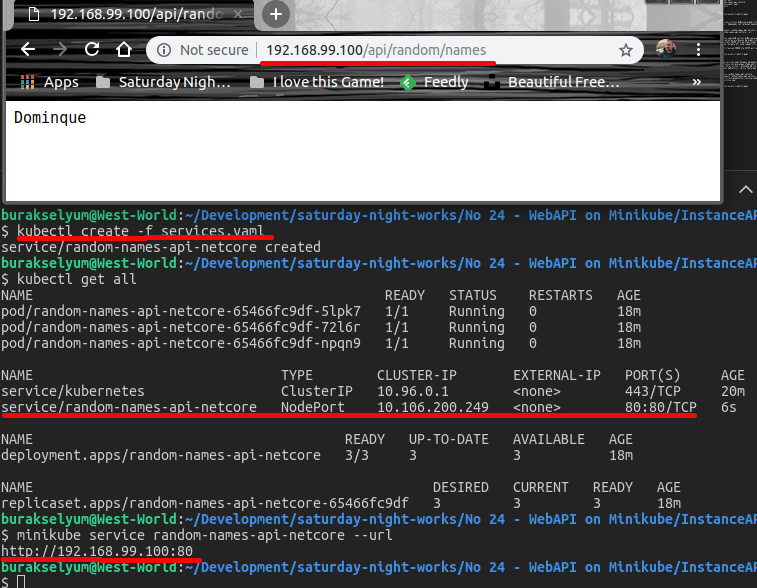 192.168.99.100/api/rando
Not secure 192.168.99.100/api/random/names
Apps Saturday Nigh... I love this Game! Feedly Beautiful Free... »
Dominque
burakselyum@West-World:~/Development/saturday-night-works/No 24 - WebAPI on Minikube/InstanceAP
$ kubectl create -f services.yaml
service/random-names-api-netcore created
burakselyum@West-World:~/Development/saturday-night-works/No 24 - WebAPI on Minikube/InstanceAP
$ kubectl get all
NAME READY STATUS RESTARTS AGE
pod/random-names-api-netcore-65466fc9df-5lpk7 1/1 Running 0 18m
pod/random-names-api-netcore-65466fc9df-72l6r 1/1 Running 0 18m
pod/random-names-api-netcore-65466fc9df-npqn9 1/1 Running 0 18m
NAME TYPE CLUSTER-IP EXTERNAL-IP PORT(S) AGE
service/kubernetes ClusterIP 10.96.0.1 <none> 443/TCP 20m
service/random-names-api-netcore NodePort 10.106.200.249 <none> 80:80/TCP 6s
NAME READY UP-TO-DATE AVAILABLE AGE
deployment.apps/random-names-api-netcore 3/3 3 3 18m
NAME DESIRED CURRENT READY AGE
replicaset.apps/random-names-api-netcore-65466fc9df 3 3 3 18m
burakselyum@West-World:~/Development/saturday-night-works/No 24 - WebAPI on Minikube/InstanceAP
$ minikube service random-names-api-netcore --url
http://192.168.99.100:80
burakselyum@West-World:~/Development/saturday-night-works/No 24 - WebAPI on Minikube/InstanceAP
$